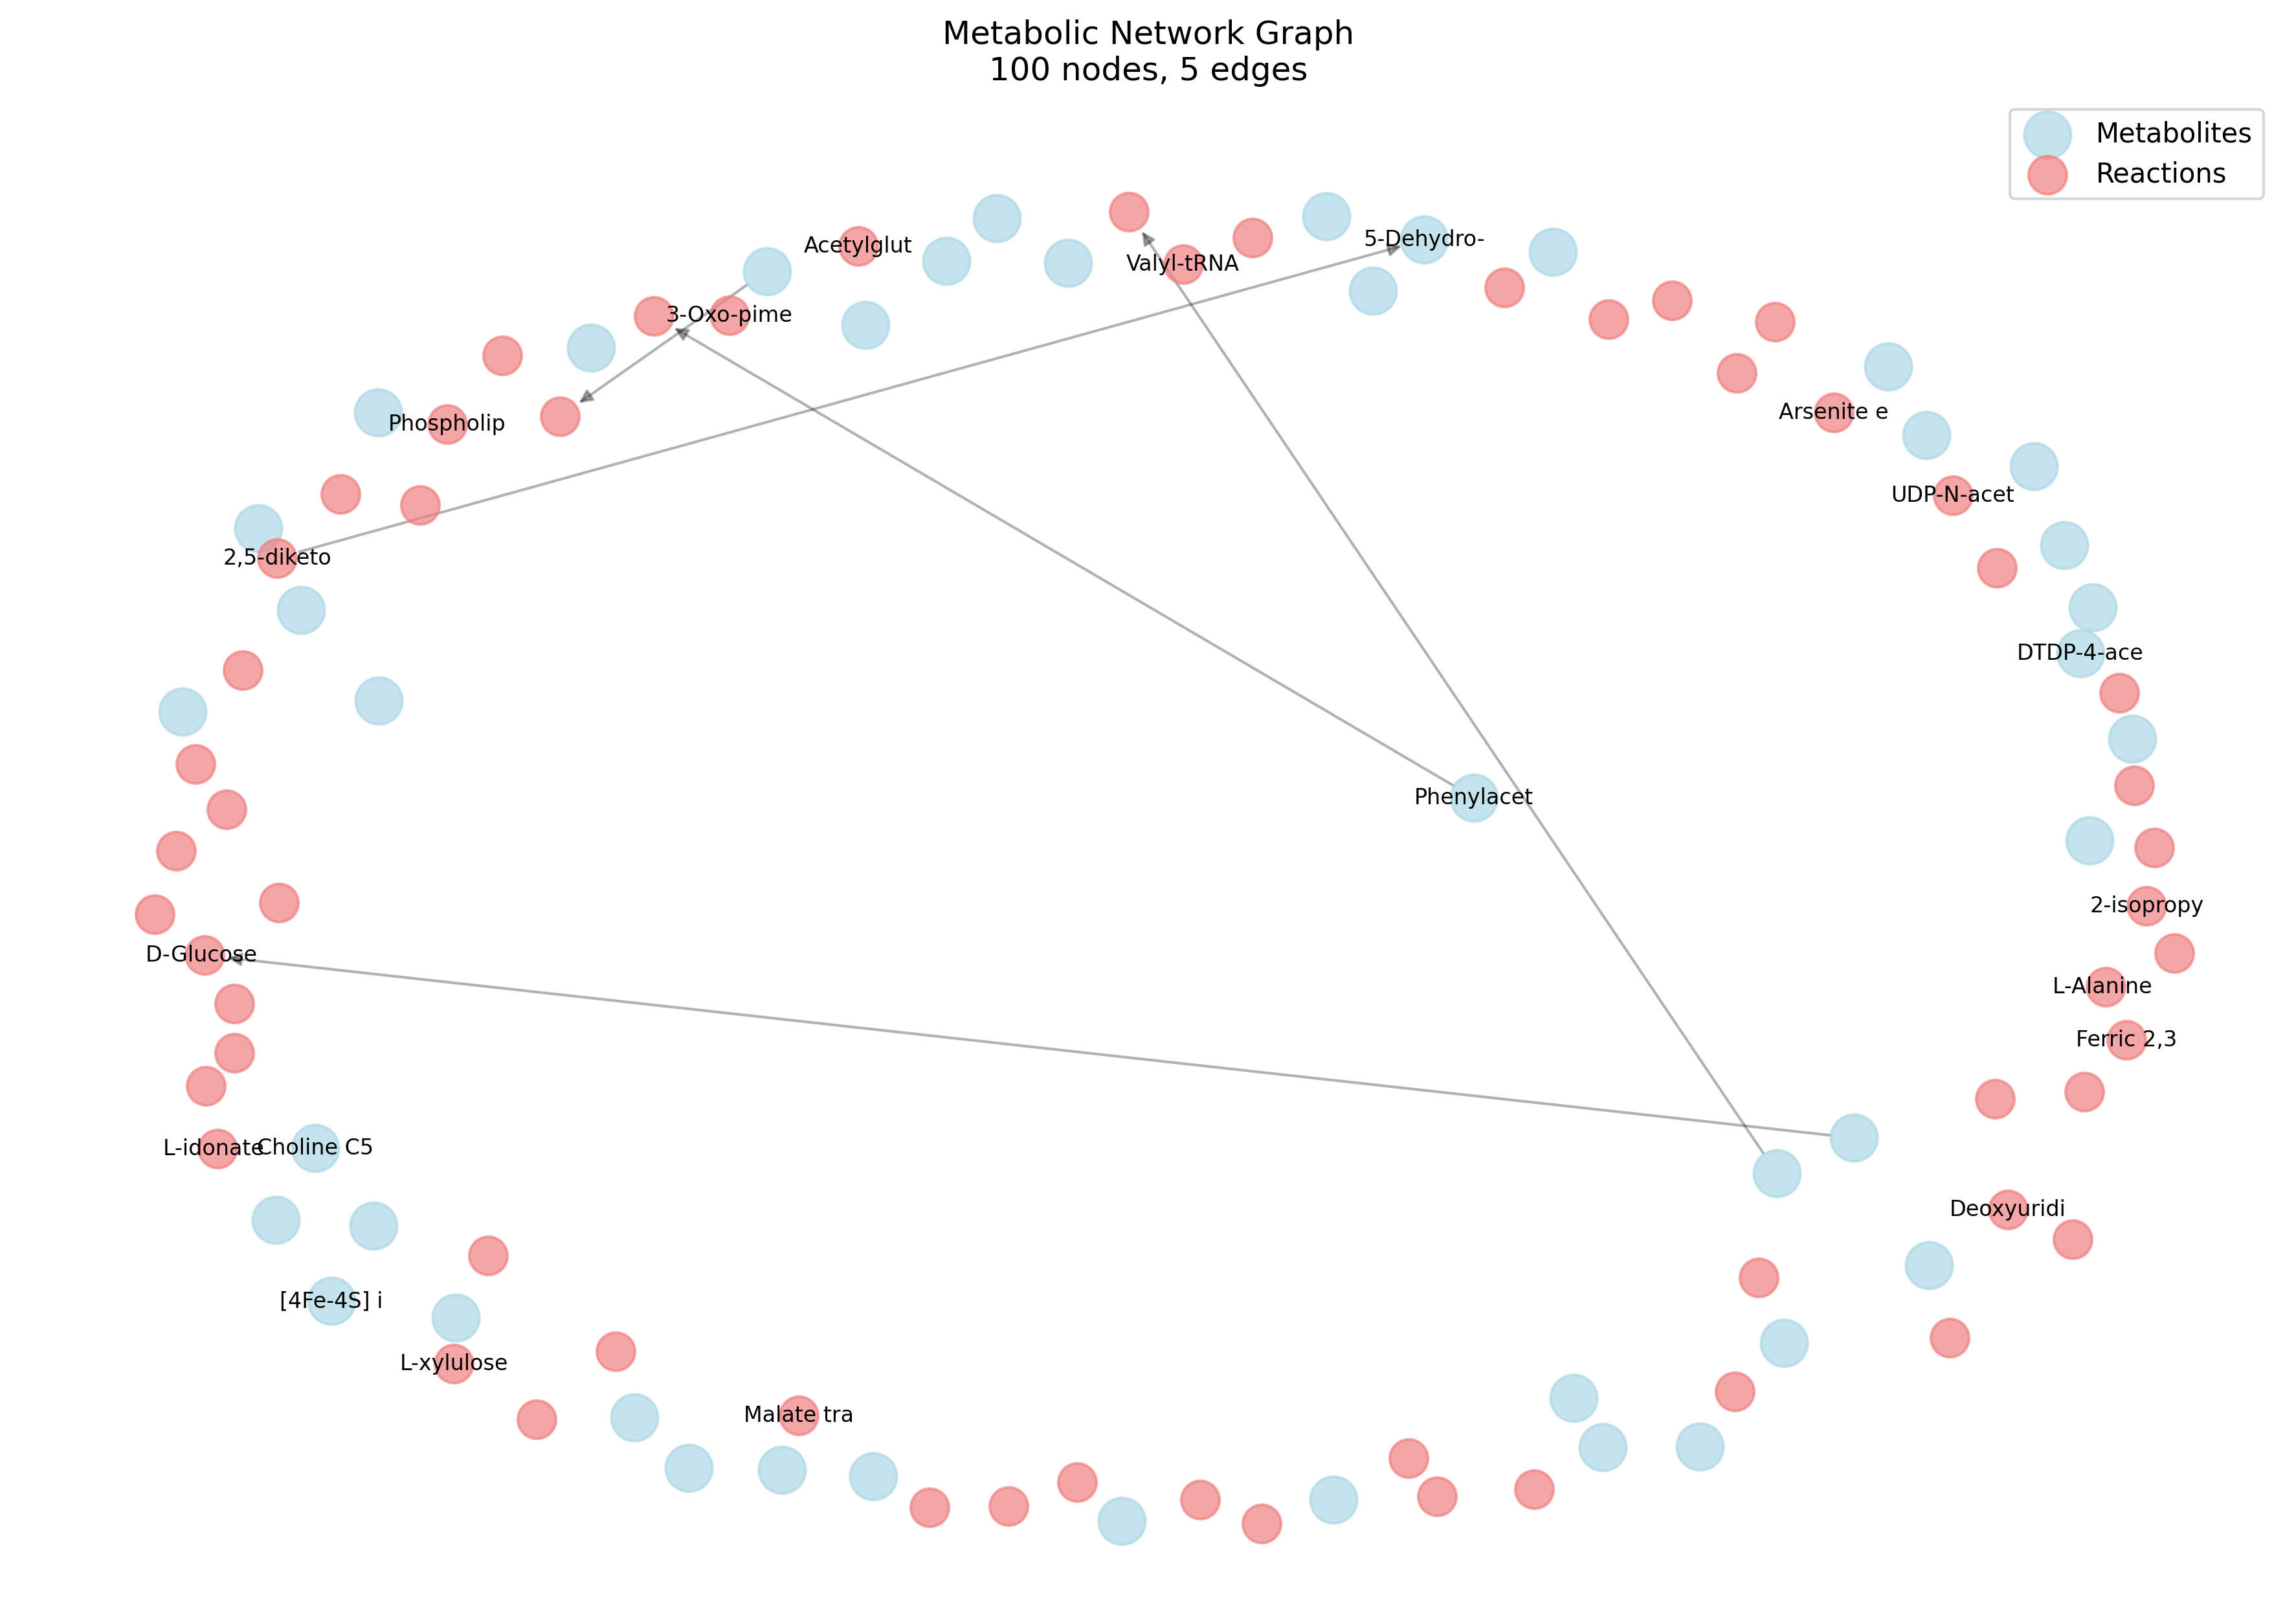 Metabolic Network Graph
100 nodes, 5 edges
Metabolites
Reactions
5-Dehydro-
Acetylglut
Valyl-tRNA
3-Oxo-pime
Arsenite e
Phospholip
UDP-N-acet
2,5-diketo
DTDP-4-ace
Phenylacet
2-isopropy
D-Glucose
L-Alanine
Ferric 2,3
L-idonate
Choline C5
Deoxyuridi
[4Fe-4S] i
L-xylulose
Malate tra